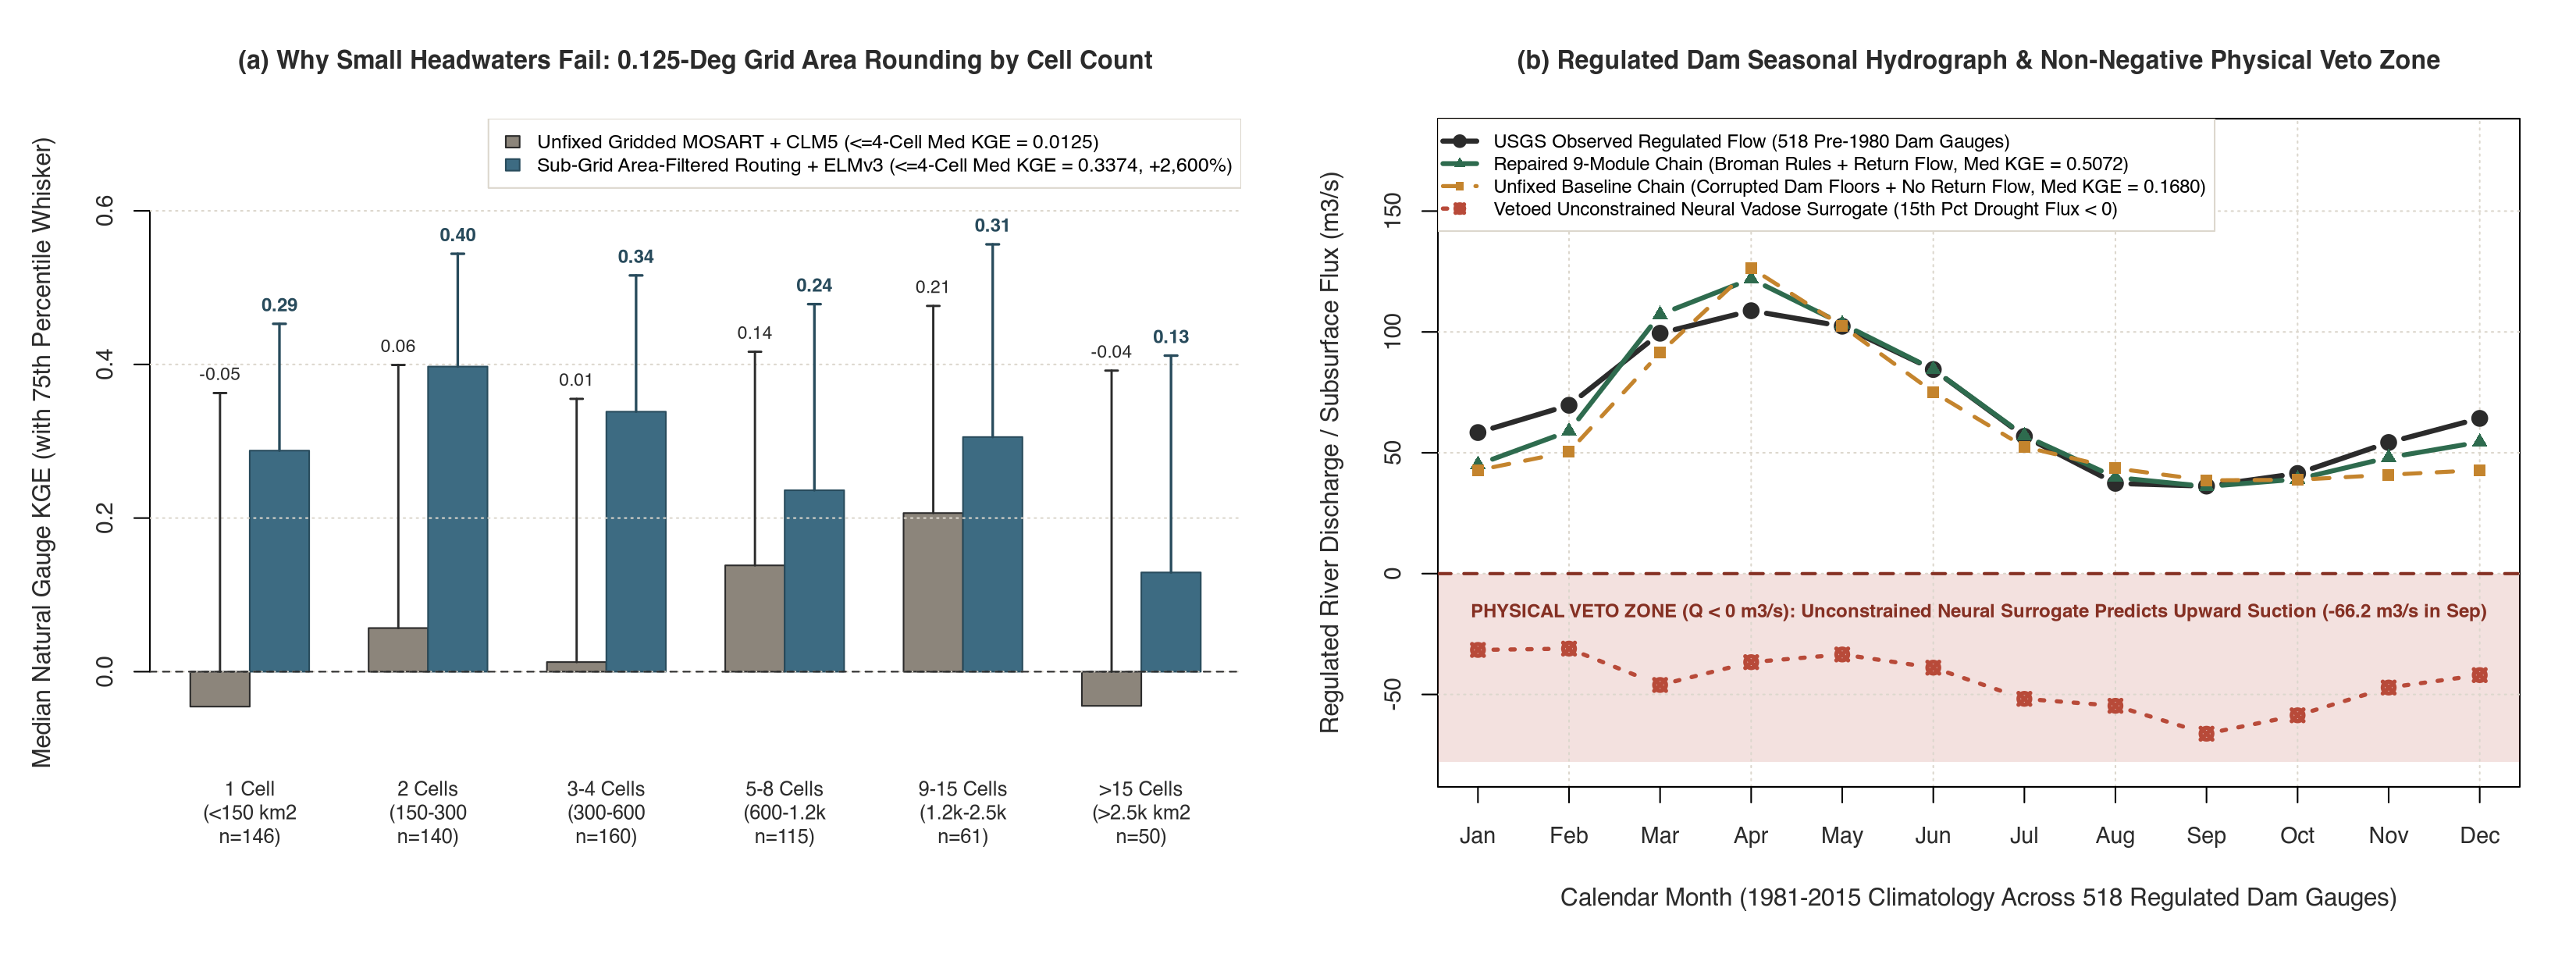 (a) Why Small Headwaters Fail: 0.125-Deg Grid Area Rounding by Cell Count
Unfixed Gridded MOSART + CLM5 (<=4-Cell Med KGE = 0.0125)
Sub-Grid Area-Filtered Routing + ELMv3 (<=4-Cell Med KGE = 0.3374, +2,600%)
Median Natural Gauge KGE (with 75th Percentile Whisker)
0.6
0.4
0.2
0.0
-0.05
0.29
0.06
0.40
0.01
0.34
0.14
0.24
0.21
0.31
-0.04
0.13
1 Cell
(<150 km2
n=146)
2 Cells
(150-300
n=140)
3-4 Cells
(300-600
n=160)
5-8 Cells
(600-1.2k
n=115)
9-15 Cells
(1.2k-2.5k
n=61)
>15 Cells
(>2.5k km2
n=50)
(b) Regulated Dam Seasonal Hydrograph & Non-Negative Physical Veto Zone
USGS Observed Regulated Flow (518 Pre-1980 Dam Gauges)
Repaired 9-Module Chain (Broman Rules + Return Flow, Med KGE = 0.5072)
Unfixed Baseline Chain (Corrupted Dam Floors + No Return Flow, Med KGE = 0.1680)
Vetoed Unconstrained Neural Vadose Surrogate (15th Pct Drought Flux < 0)
Regulated River Discharge / Subsurface Flux (m3/s)
150
100
50
0
-50
PHYSICAL VETO ZONE (Q < 0 m3/s): Unconstrained Neural Surrogate Predicts Upward Suction (-66.2 m3/s in Sep)
Jan Feb Mar Apr May Jun Jul Aug Sep Oct Nov Dec
Calendar Month (1981-2015 Climatology Across 518 Regulated Dam Gauges)